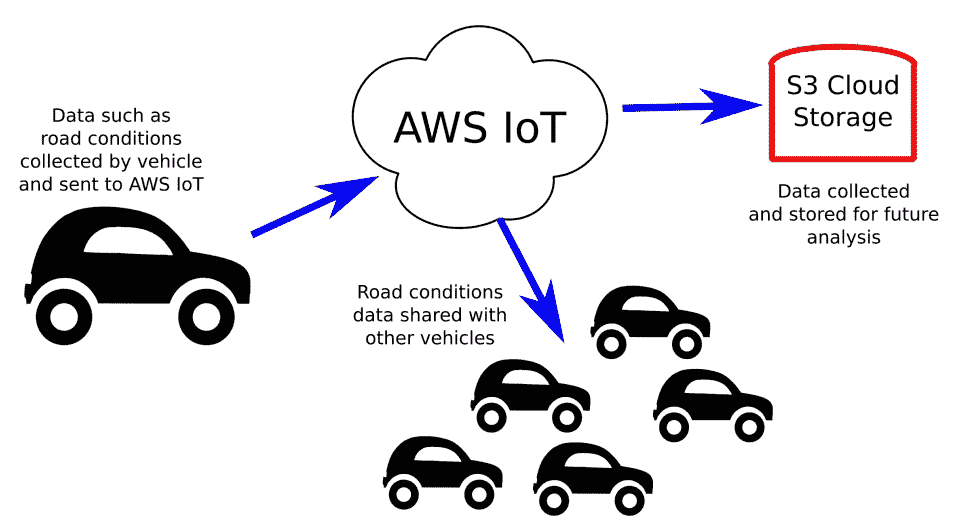 Data such as
road conditions
collected by vehicle
and sent to AWS IoT
AWS IoT
S3 Cloud
Storage
Data collected
and stored for future
analysis
Road conditions
data shared with
other vehicles